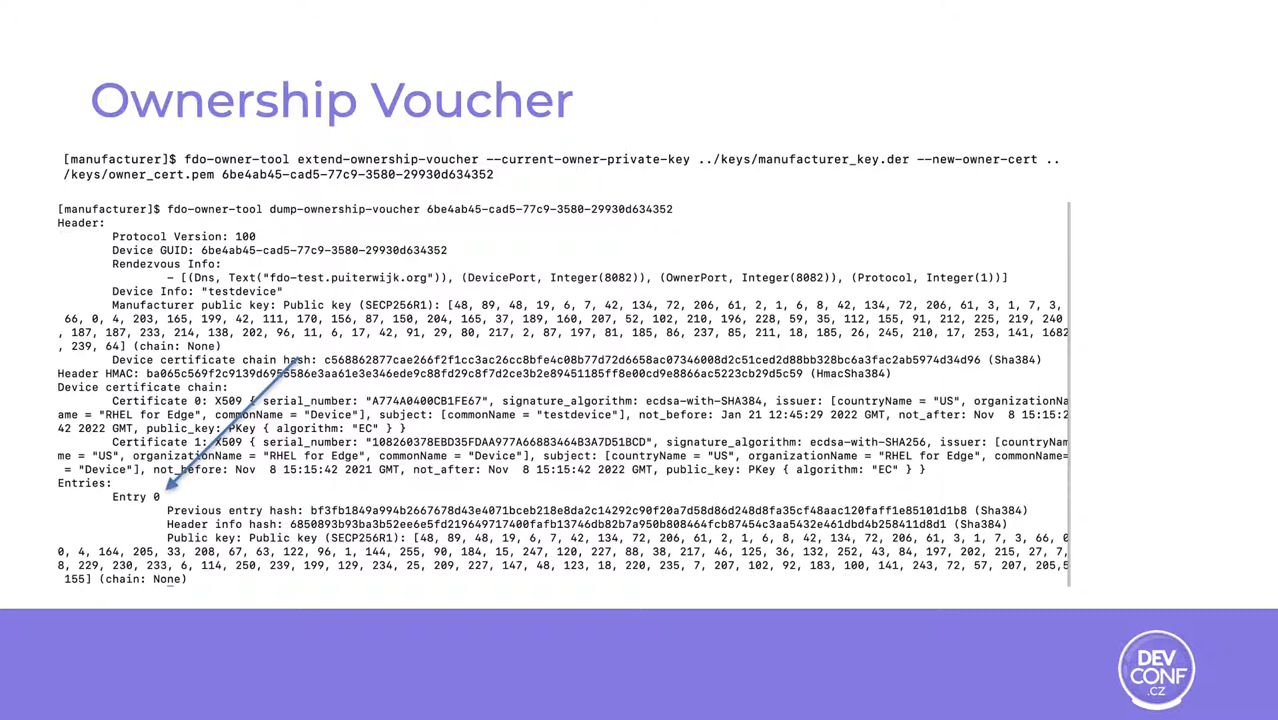 Ownership Voucher
[manufacturer]$ fdo-owner-tool extend-ownership-voucher --current-owner-private-key ../keys/manufacturer_key.der --new-owner-cert ..
/keys/owner_cert.pem 6be4ab45-cad5-77c9-3580-29930d634352
[manufacturer]$ fdo-owner-tool dump-ownership-voucher 6be4ab45-cad5-77c9-3580-29930d634352
Header:
Protocol Version: 100
Device GUID: 6be4ab45-cad5-77c9-3580-29930d634352
Rendezvous Info:
- [(Dns, Text("fdo-test.puiterwijk.org")), (DevicePort, Integer(8082)), (OwnerPort, Integer(8082)), (Protocol, Integer(1))]
Device Info: "testdevice"
Manufacturer public key: Public key (SECP256R1): [48, 89, 48, 19, 6, 7, 42, 134, 72, 206, 61, 2, 1, 6, 8, 42, 134, 72, 206, 61, 3, 1, 7, 3,
66, 0, 4, 203, 165, 199, 42, 111, 170, 156, 87, 150, 204, 165, 37, 189, 160, 207, 52, 102, 210, 196, 228, 59, 35, 112, 155, 91, 212, 225, 219, 240
, 187, 187, 233, 214, 138, 202, 96, 11, 6, 17, 42, 91, 29, 80, 217, 2, 87, 197, 81, 185, 86, 237, 85, 211, 18, 185, 26, 245, 210, 17, 253, 141, 1682
, 239, 64] (chain: None)
Device certificate chain hash: c568862877cae266f2f1cc3ac26cc8bfe4c08b77d72d6658ac07346008d2c51ced2d88bb328bc6a3fac2ab5974d34d96 (Sha384)
Header HMAC: ba065c569f2c9139d6955586e3aa61e3e346ede9c88fd29c8f7d2ce3b2e89451185ff8e00cd9e8866ac5223cb29d5c59 (HmacSha384)
Device certificate chain:
Certificate 0: X509 { serial_number: "A774A0400CB1FE67", signature_algorithm: ecdsa-with-SHA384, issuer: [countryName = "US", organizationN
ame = "RHEL for Edge", commonName = "Device"], subject: [commonName = "testdevice"], not_before: Jan 21 12:45:29 2022 GMT, not_after: Nov  8 15:15:2
42 2022 GMT, public_key: PKey { algorithm: "EC" } }
Certificate 1: X509 { serial_number: "108260378EBD35FDAA977A66883464B3A7D51BCD", signature_algorithm: ecdsa-with-SHA256, issuer: [countryNam
me = "US", organizationName = "RHEL for Edge", commonName = "Device"], subject: [countryName = "US", organizationName = "RHEL for Edge", commonName=
= "Device"], not_before: Nov  8 15:15:42 2021 GMT, not_after: Nov  8 15:15:42 2022 GMT, public_key: PKey { algorithm: "EC" } }
Entries:
Entry 0
Previous entry hash: bf3fb1849a994b2667678d43e4071bceb218e8da2c14292c90f20a7d58d86d248d8fa35cf48aac120faff1e85101d1b8 (Sha384)
Header info hash: 6850893b93ba3b52ee6e5fd219649717400fafb13746db82b7a950b808464fcb87454c3aa5432e461dbd4b258411d8d1 (Sha384)
Public key: Public key (SECP256R1): [48, 89, 48, 19, 6, 7, 42, 134, 72, 206, 61, 2, 1, 6, 8, 42, 134, 72, 206, 61, 3, 1, 7, 3, 66, 0
0, 4, 164, 205, 33, 208, 67, 63, 122, 96, 1, 144, 255, 90, 184, 15, 247, 120, 227, 88, 38, 217, 46, 125, 36, 132, 252, 43, 84, 197, 202, 215, 27, 7,
8, 229, 230, 233, 6, 114, 250, 239, 199, 129, 234, 25, 209, 227, 147, 48, 123, 18, 220, 235, 7, 207, 102, 92, 183, 100, 141, 243, 72, 57, 207, 205,5
155] (chain: None)
DEV
CONF
.CZ